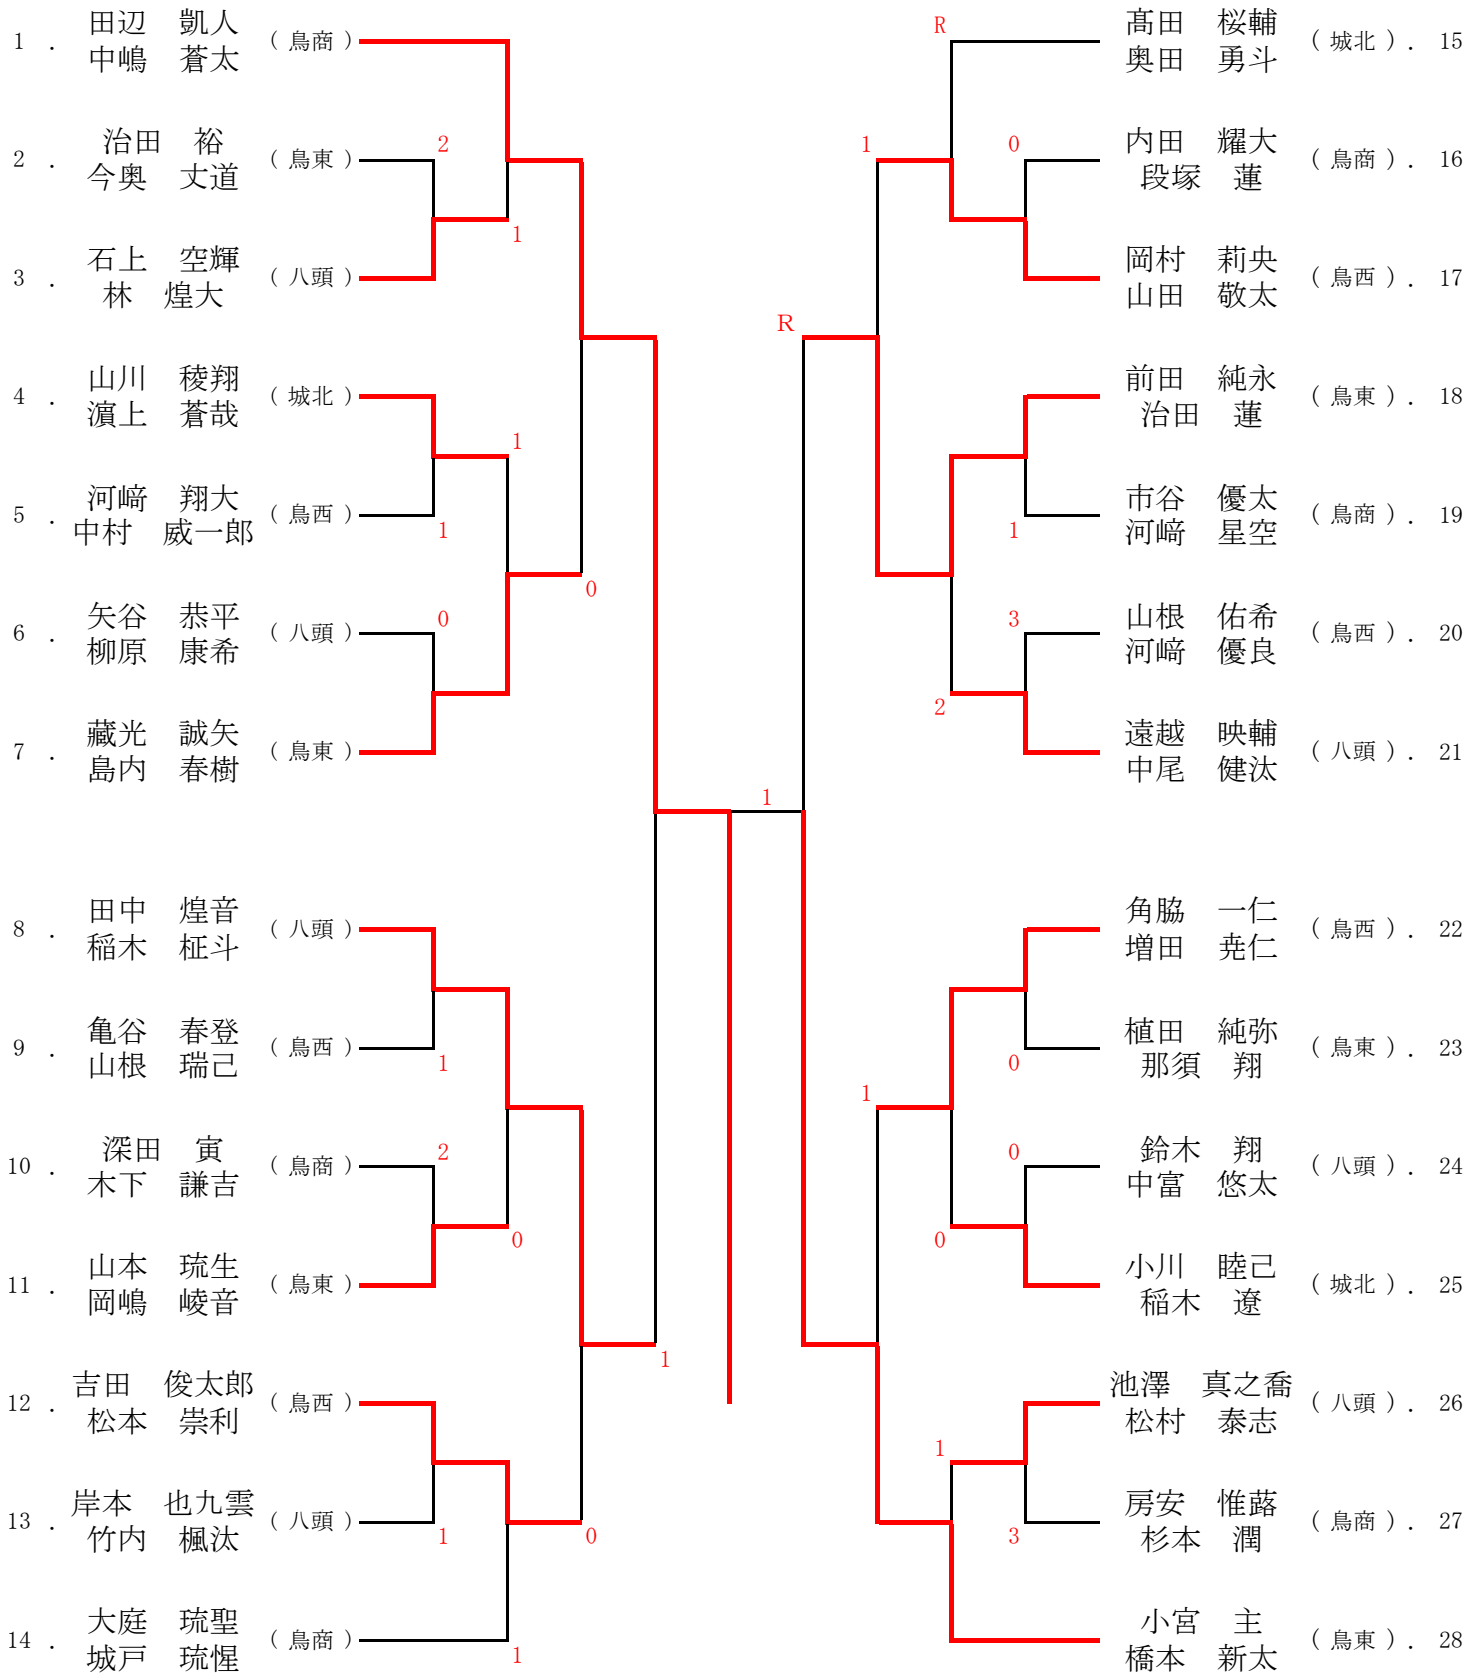 1 . 田辺　凱人 ( 鳥商 )
中嶋　蒼太
2 . 治田　裕 ( 鳥東 ) 2
今奥　丈道
1
3 . 石上　空輝 ( 八頭 )
林　煌大
4 . 山川　稜翔 ( 城北 )
濵上　蒼哉
1
5 . 河﨑　翔大 ( 鳥西 )
中村　威一郎
1
0
6 . 矢谷　恭平 ( 八頭 ) 0
柳原　康希
7 . 藏光　誠矢 ( 鳥東 )
島内　春樹
8 . 田中　煌音 ( 八頭 )
稲木　柾斗
9 . 亀谷　春登 ( 鳥西 )
山根　瑞己
1
10 . 深田　寅 ( 鳥商 ) 2
木下　謙吉
0
11 . 山本　琉生 ( 鳥東 )
岡嶋　崚音
1
12 . 吉田　俊太郎 ( 鳥西 )
松本　崇利
13 . 岸本　也九雲 ( 八頭 )
竹内　楓汰
1
0
14 . 大庭　琉聖 ( 鳥商 )
城戸　琉惺
1
1
R 髙田　桜輔 ( 城北 ) . 15
奥田　勇斗
1
0 内田　耀大 ( 鳥商 ) . 16
段塚　蓮
岡村　莉央 ( 鳥西 ) . 17
山田　敬太
R
前田　純永 ( 鳥東 ) . 18
治田　蓮
市谷　優太 ( 鳥商 ) . 19
河﨑　星空
1
3 山根　佑希 ( 鳥西 ) . 20
河﨑　優良
2
遠越　映輔 ( 八頭 ) . 21
中尾　健汰
角脇　一仁 ( 鳥西 ) . 22
増田　尭仁
植田　純弥 ( 鳥東 ) . 23
那須　翔
0
1
0 鈴木　翔 ( 八頭 ) . 24
中富　悠太
0
小川　睦己 ( 城北 ) . 25
稲木　遼
池澤　真之喬 ( 八頭 ) . 26
松村　泰志
1
房安　惟蕗 ( 鳥商 ) . 27
杉本　潤
3
小宮　主 ( 鳥東 ) . 28
橋本　新太